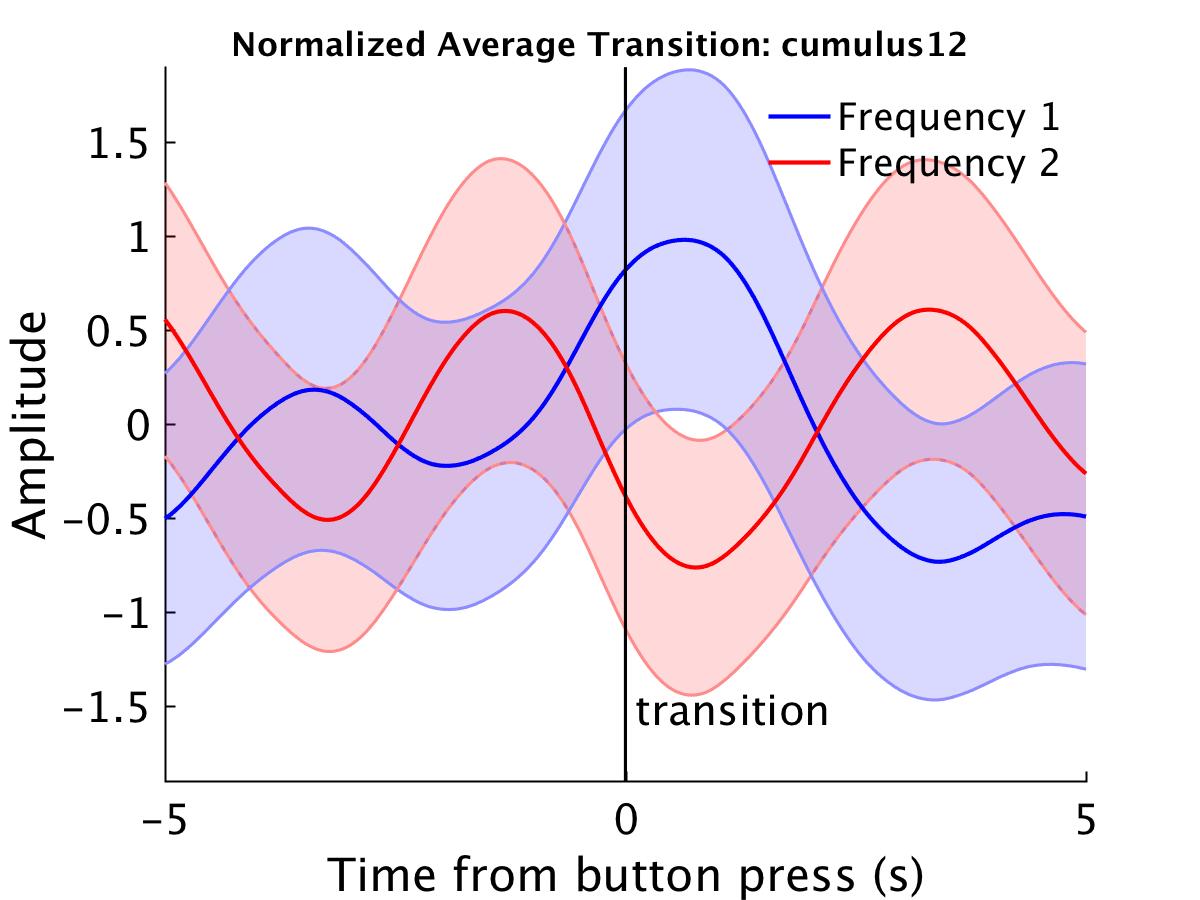 Normalized Average Transition: cumulus12
Frequency 1
Frequency 2
1.5
1
0.5
0
−0.5
−1
−1.5
Amplitude
transition
−5
0
5
Time from button press (s)